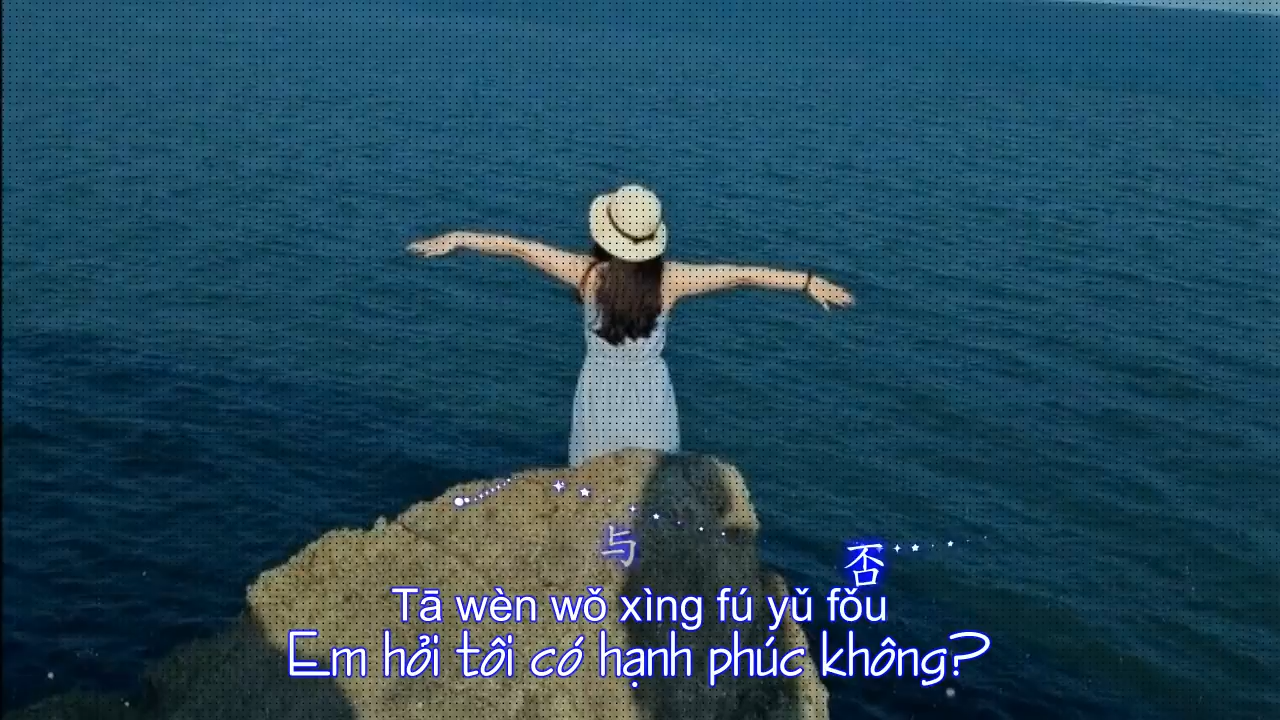 与 否
Tā wèn wǒ xìng fú yǔ fǒu
Em hỏi tôi có hạnh phúc không?